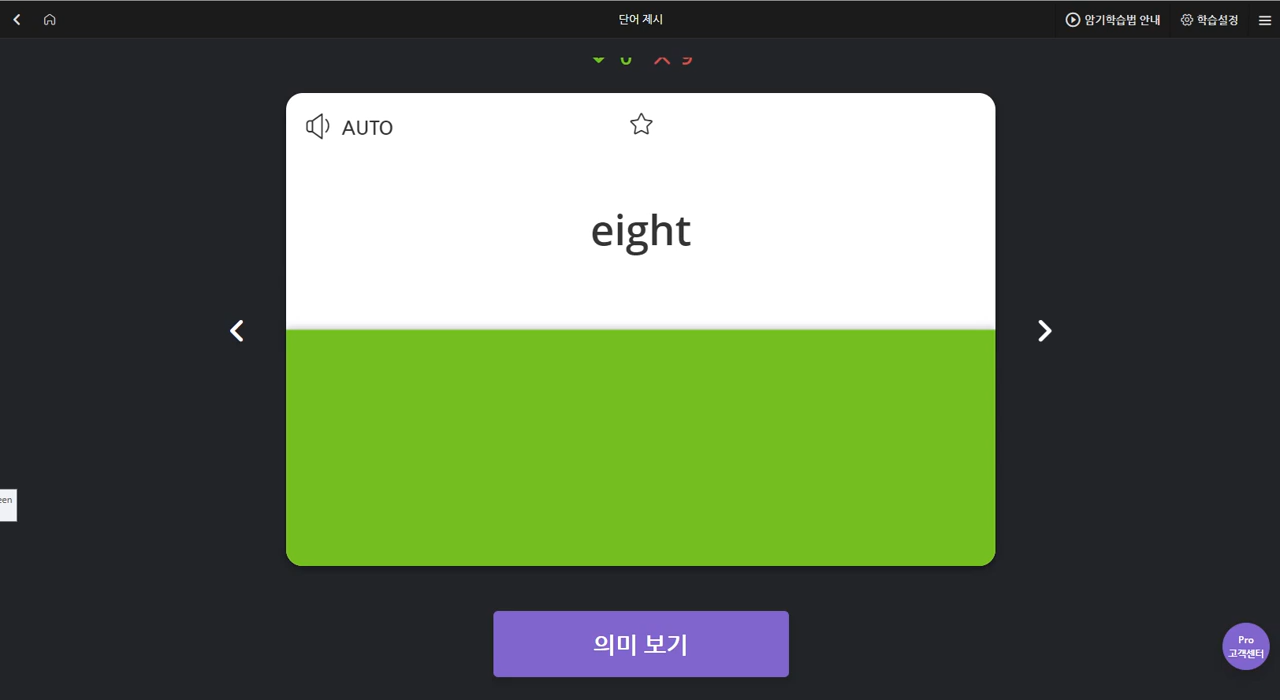 단어 제시
암기학습법 안내
학습설정
AUTO
eight
의미 보기
Pro
고객센터